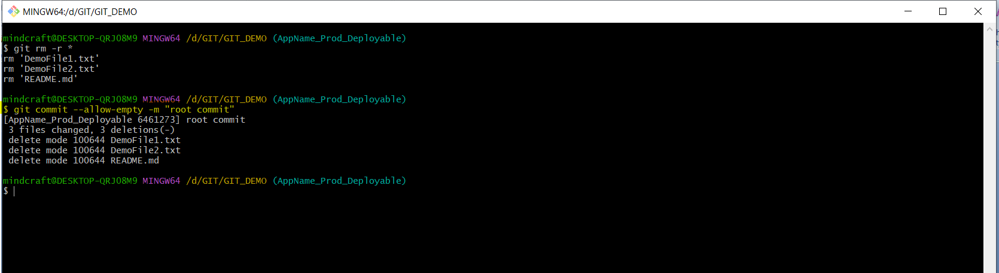 MINGW64:/d/GIT/GIT_DEMO
mindcraft@DESKTOP-QRJ08M9 MINGW64 /d/GIT/GIT_DEMO (AppName_Prod_Deployable)
$ git rm -r *
rm 'DemoFile1.txt'
rm 'DemoFile2.txt'
rm 'README.md'
mindcraft@DESKTOP-QRJ08M9 MINGW64 /d/GIT/GIT_DEMO (AppName_Prod_Deployable)
$ git commit --allow-empty -m "root commit"
[AppName_Prod_Deployable 6461273] root commit
 3 files changed, 3 deletions(-)
 delete mode 100644 DemoFile1.txt
 delete mode 100644 DemoFile2.txt
 delete mode 100644 README.md
mindcraft@DESKTOP-QRJ08M9 MINGW64 /d/GIT/GIT_DEMO (AppName_Prod_Deployable)
$